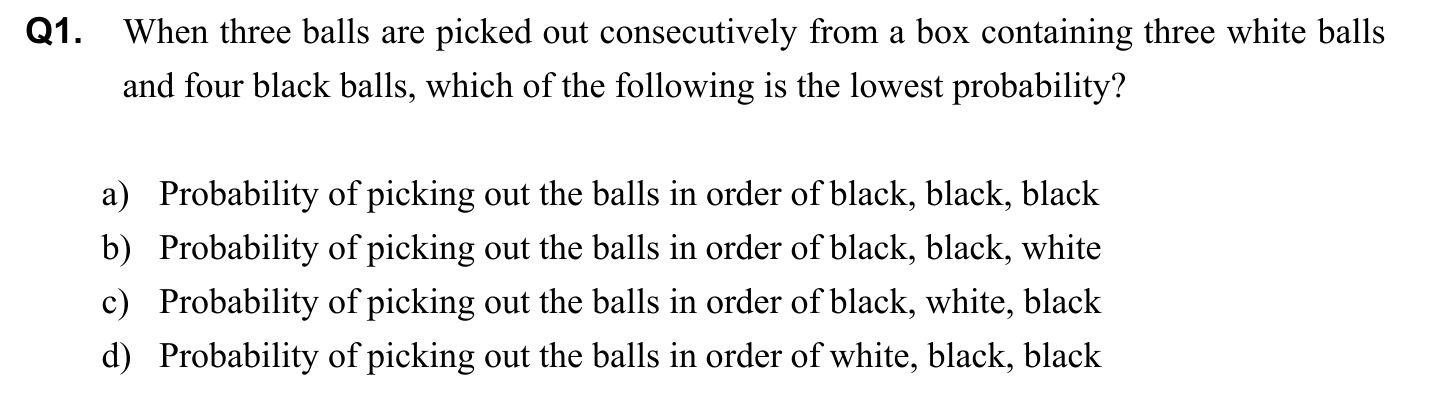 Q1. When three balls are picked out consecutively from a box containing three white balls
and four black balls, which of the following is the lowest probability?
a) Probability of picking out the balls in order of black, black, black
b) Probability of picking out the balls in order of black, black, white
c) Probability of picking out the balls in order of black, white, black
d) Probability of picking out the balls in order of white, black, black